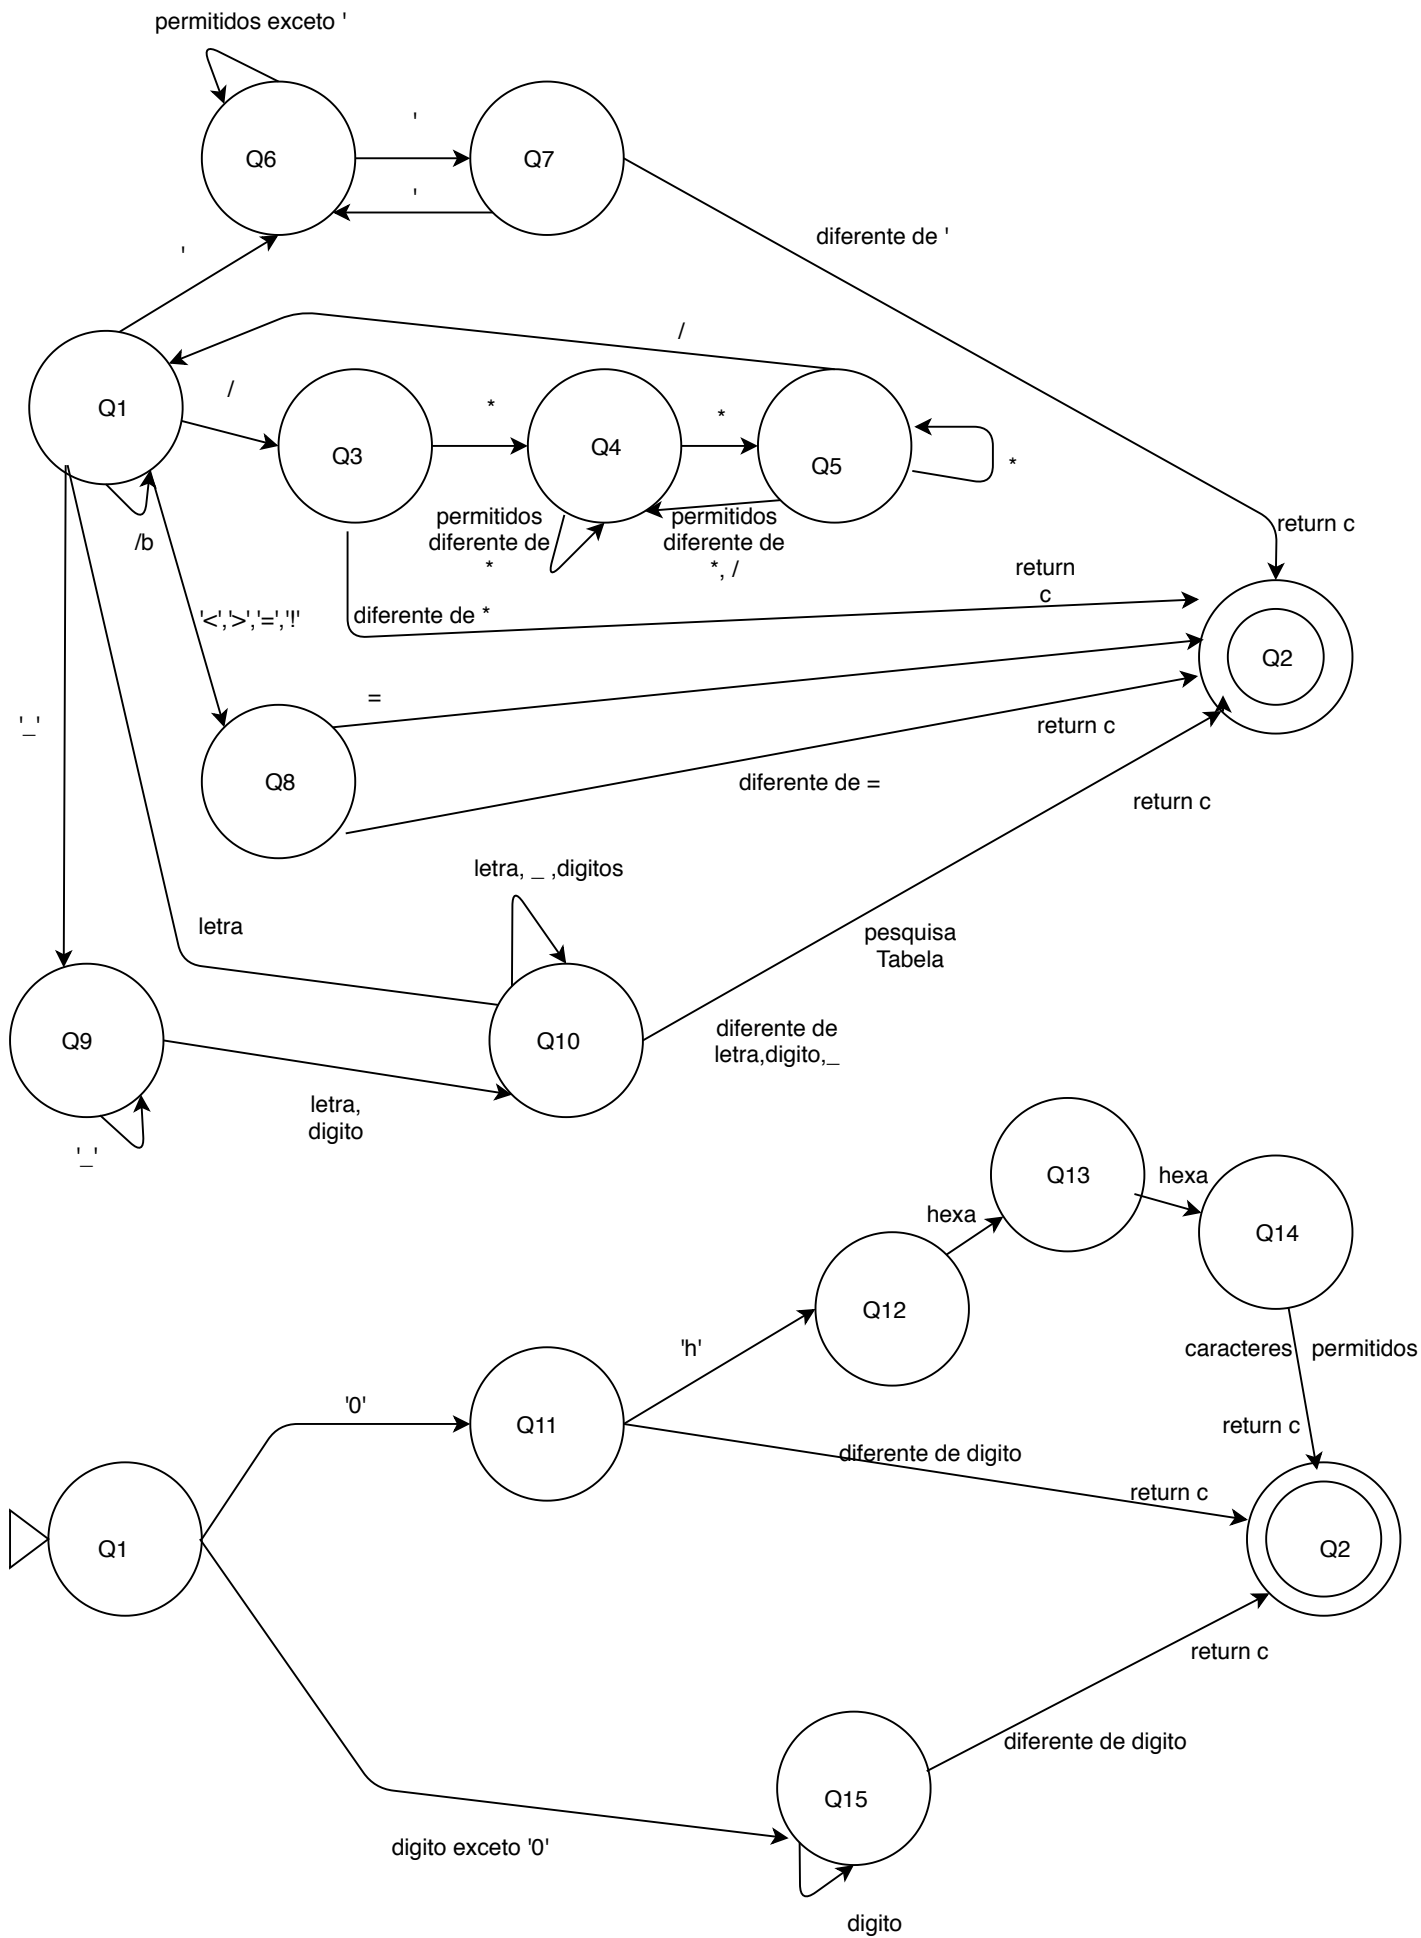 permitidos exceto '
'
Q6
Q7
'
'
diferente de '
/
/
Q1
*
*
Q3
Q4
Q5
*
permitidos
diferente de
*
permitidos
diferente de
*, /
return c
/b
return
c
'<','>','=','!'
diferente de *
Q2
=
'_'
return c
Q8
diferente de =
return c
letra, _ ,digitos
letra
pesquisa
Tabela
Q9
Q10
diferente de
letra,digito,_
letra,
digito
'_'
Q13
hexa
hexa
Q14
Q12
'h'
caracteres
permitidos
'0'
Q11
return c
diferente de digito
return c
Q1
Q2
return c
diferente de digito
Q15
digito exceto '0'
digito